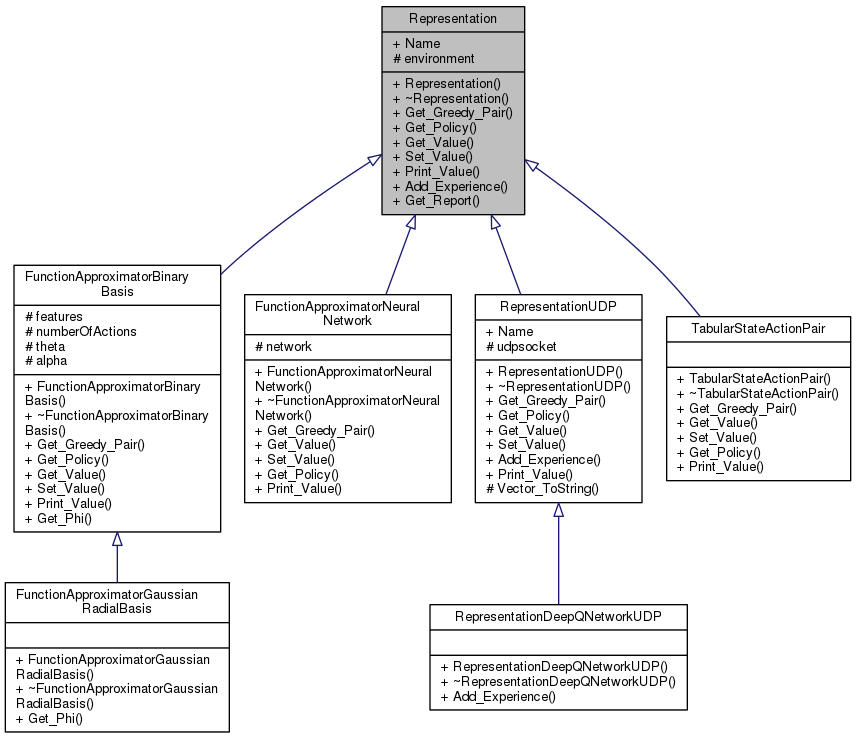 Representation
+ Name
# environment
+ Representation()
+ ~Representation()
+ Get_Greedy_Pair()
+ Get_Policy()
+ Get_Value()
+ Set_Value()
+ Print_Value()
+ Add_Experience()
+ Get_Report()
FunctionApproximatorBinary
Basis
# features
# numberOfActions
# theta
# alpha
+ FunctionApproximatorBinary
Basis()
+ ~FunctionApproximatorBinary
Basis()
+ Get_Greedy_Pair()
+ Get_Policy()
+ Get_Value()
+ Set_Value()
+ Print_Value()
+ Get_Phi()
FunctionApproximatorNeural
Network
# network
+ FunctionApproximatorNeural
Network()
+ ~FunctionApproximatorNeural
Network()
+ Get_Greedy_Pair()
+ Get_Value()
+ Set_Value()
+ Get_Policy()
+ Print_Value()
RepresentationUDP
+ Name
# udpsocket
+ RepresentationUDP()
+ ~RepresentationUDP()
+ Get_Greedy_Pair()
+ Get_Policy()
+ Get_Value()
+ Set_Value()
+ Add_Experience()
+ Print_Value()
# Vector_ToString()
TabularStateActionPair
+ TabularStateActionPair()
+ ~TabularStateActionPair()
+ Get_Greedy_Pair()
+ Get_Value()
+ Set_Value()
+ Get_Policy()
+ Print_Value()
FunctionApproximatorGaussian
RadialBasis
+ FunctionApproximatorGaussian
RadialBasis()
+ ~FunctionApproximatorGaussian
RadialBasis()
+ Get_Phi()
RepresentationDeepQNetworkUDP
+ RepresentationDeepQNetworkUDP()
+ ~RepresentationDeepQNetworkUDP()
+ Add_Experience()